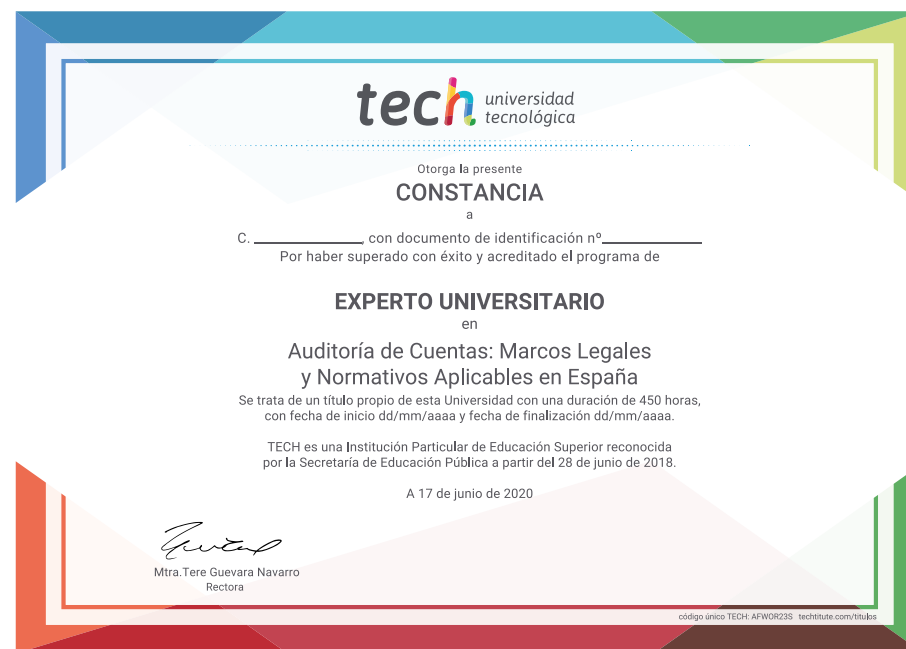 tech universidad
tecnológica
Otorga la presente
CONSTANCIA
a
C. ____________, con documento de identificación nº____________
Por haber superado con éxito y acreditado el programa de
EXPERTO UNIVERSITARIO
en
Auditoría de Cuentas: Marcos Legales
y Normativos Aplicables en España
Se trata de un título propio de esta Universidad con una duración de 450 horas,
con fecha de inicio dd/mm/aaaa y fecha de finalización dd/mm/aaaa.
TECH es una Institución Particular de Educación Superior reconocida
por la Secretaría de Educación Pública a partir del 28 de junio de 2018.
A 17 de junio de 2020
Mtra.Tere Guevara Navarro
Rectora
código único TECH: AFWOR23S techtitute.com/titulos